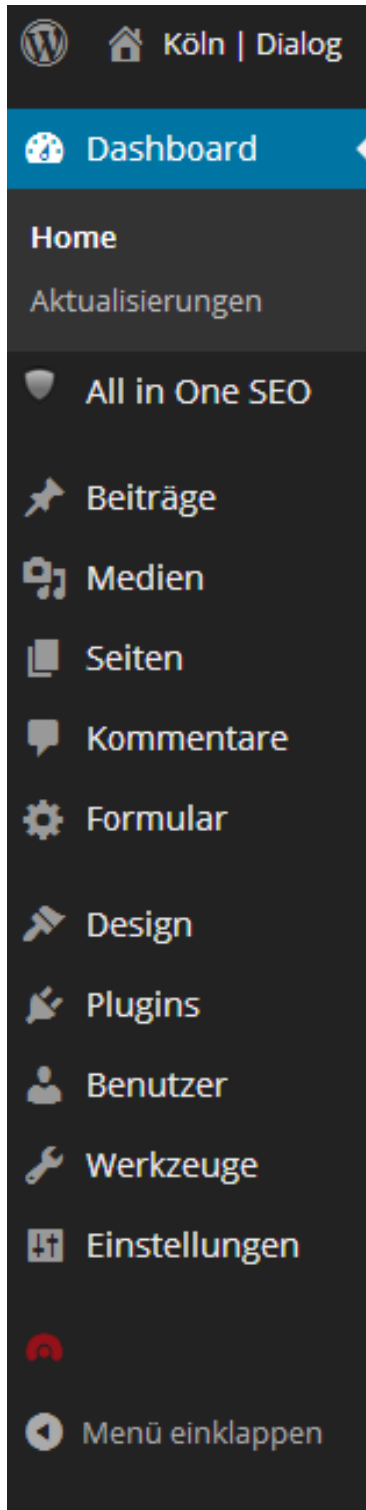 Köln | Dialog
Dashboard
Home
Aktualisierungen
All in One SEO
Beiträge
Medien
Seiten
Kommentare
Formular
Design
Plugins
Benutzer
Werkzeuge
Einstellungen
Menü einklappen